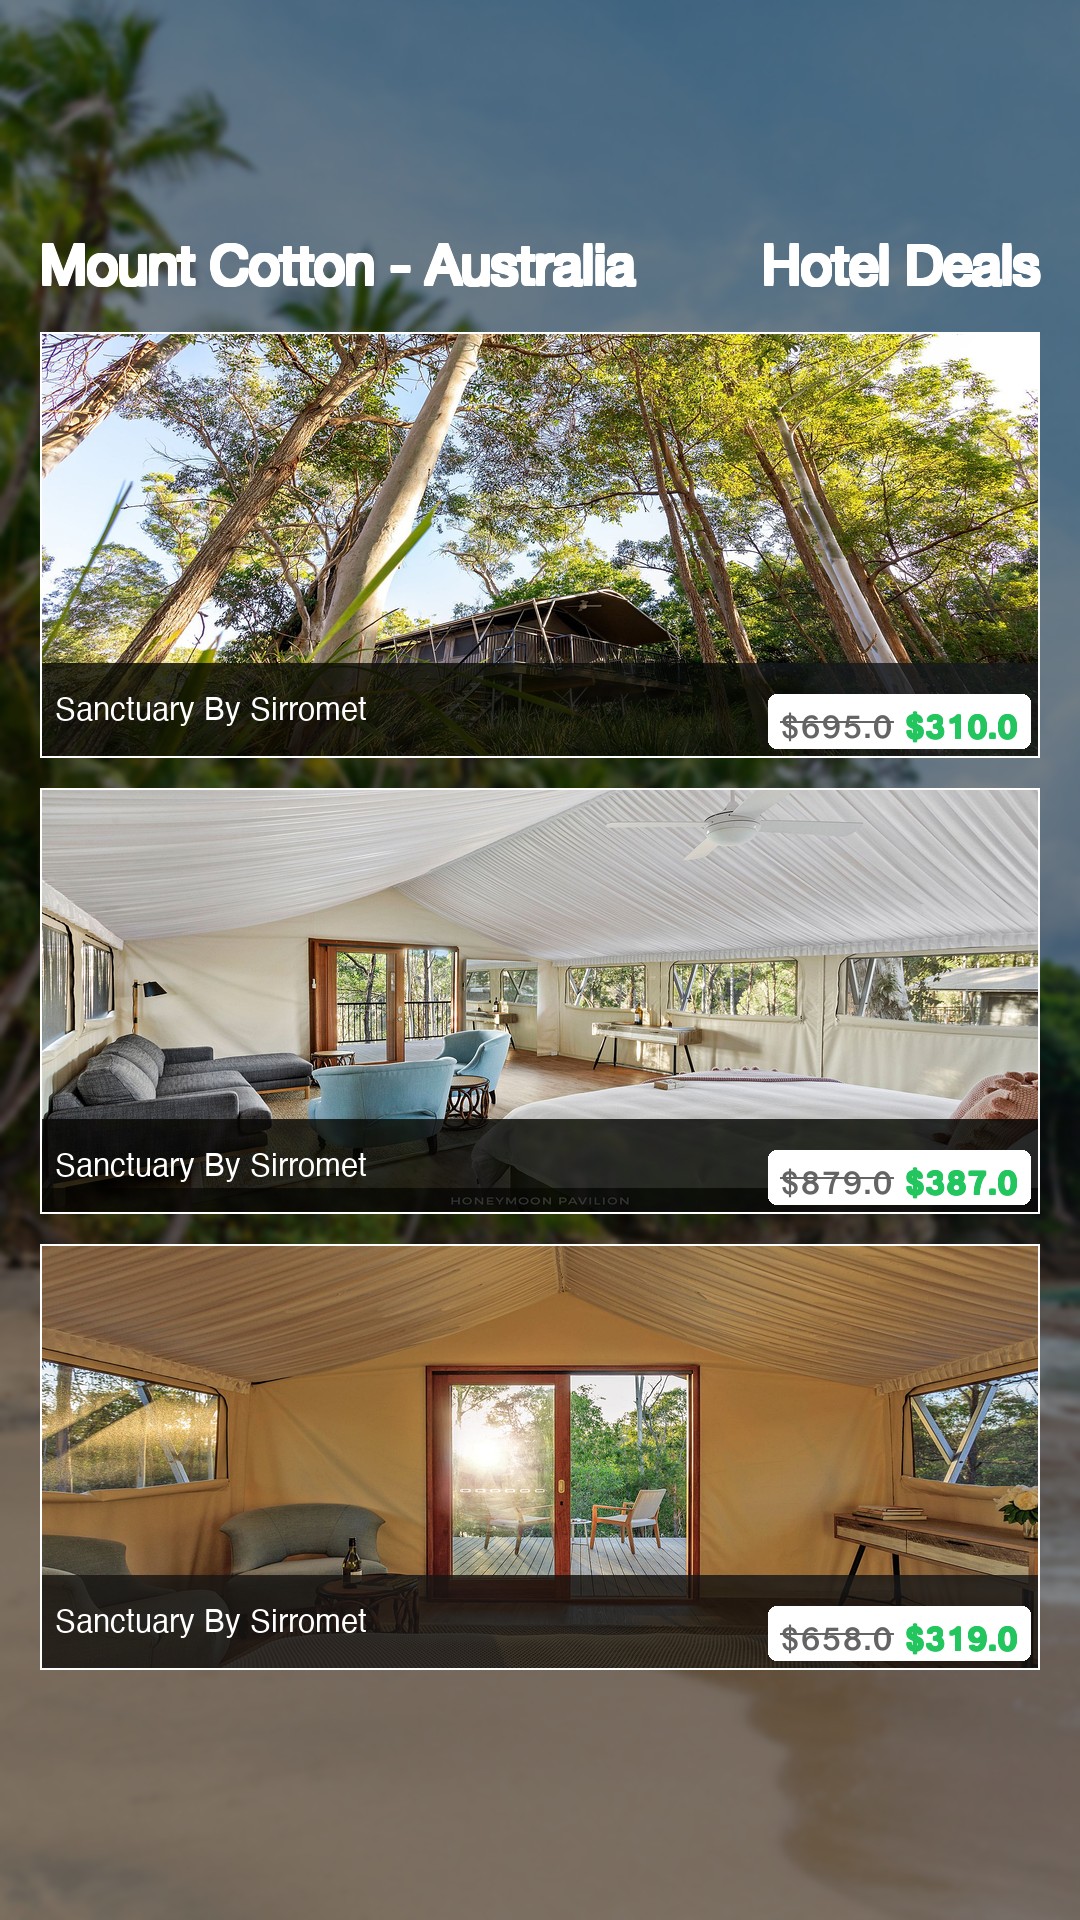 Mount Cotton - Australia Hotel Deals
Sanctuary By Sirromet
$695.0 $310.0
Sanctuary By Sirromet
$879.0 $387.0
HONEYMOON PAVILION
Sanctuary By Sirromet
$658.0 $319.0